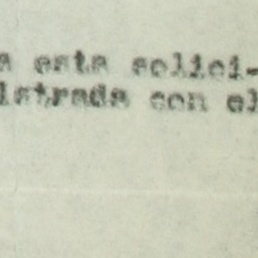 a esta solici-
istrada con el